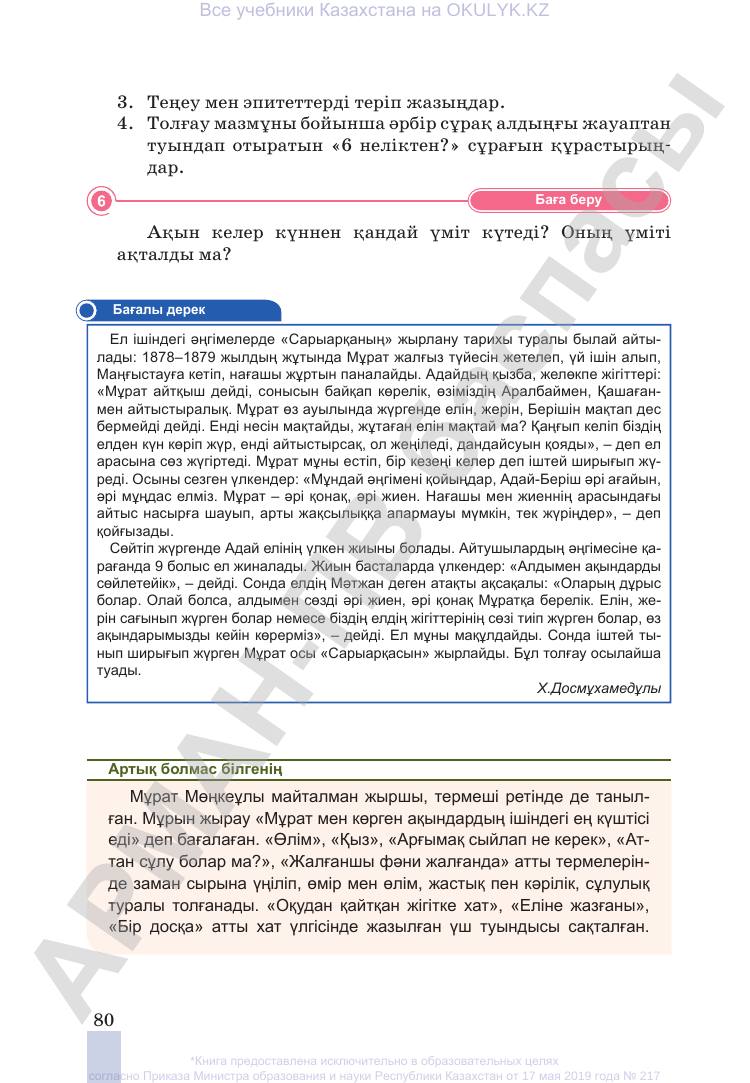 Все учебники Казахстана на OKULYK.KZ
3. Теңеу мен эпитеттерді теріп жазыңдар.
4. Толғау мазмұны бойынша әрбір сұрақ алдыңғы жауаптан
туындап отыратын «6 неліктен?» сұрағын құрастырың-
дар.
6
Баға беру
Ақын келер күннен қандай үміт күтеді? Оның үміті
ақталды ма?
Бағалы дерек
Ел ішіндегі әңгімелерде «Сарыарқаның» жырлану тарихы туралы былай айты-
лады: 1878–1879 жылдың жұтында Мұрат жалғыз түйесін жетелеп, үй ішін алып,
Маңғыстауға кетіп, нағашы жұртын паналайды. Адайдың қызба, желөкпе жігіттері:
«Мұрат айтқыш дейді, сонысын байқап көрелік, өзіміздің Аралбаймен, Қашаған-
мен айтыстыралық. Мұрат өз ауылында жүргенде елін, жерін, Берішін мақтап дес
бермейді дейді. Енді несін мақтайды, жұтаған елін мақтай ма? Қаңғып келіп біздің
елден күн көріп жүр, енді айтыстырсақ, ол жеңіледі, дандайсуын қояды», – деп ел
арасына сөз жүгіртеді. Мұрат мұны естіп, бір кезеңі келер деп іштей ширығып жү-
реді. Осыны сезген үлкендер: «Мұндай әңгімені қойыңдар, Адай-Беріш әрі ағайын,
әрі мұңдас елміз. Мұрат – әрі қонақ, әрі жиен. Нағашы мен жиеннің арасындағы
айтыс насырға шауып, арты жақсылыққа апармауы мүмкін, тек жүріңдер», – деп
қойғызады.
Сөйтіп жүргенде Адай елінің үлкен жиыны болады. Айтушылардың әңгімесіне қа-
рағанда 9 болыс ел жиналады. Жиын басталарда үлкендер: «Алдымен ақындарды
сөйлетейік», – дейді. Сонда елдің Мәтжан деген атақты ақсақалы: «Оларың дұрыс
болар. Олай болса, алдымен сөзді әрі жиен, әрі қонақ Мұратқа берелік. Елін, же-
рін сағынып жүрген болар немесе біздің елдің жігіттерінің сөзі тиіп жүрген болар, өз
ақындарымызды кейін көрерміз», – дейді. Ел мұны мақұлдайды. Сонда іштей ты-
нып ширығып жүрген Мұрат осы «Сарыарқасын» жырлайды. Бұл толғау осылайша
туады.
Х.Досмұхамедұлы
Артық болмас білгенің
Мұрат Мөңкеұлы майталман жыршы, термеші ретінде де таныл-
ған. Мұрын жырау «Мұрат мен көрген ақындардың ішіндегі ең күштісі
еді» деп бағалаған. «Өлім», «Қыз», «Арғымақ сыйлап не керек», «Ат-
тан сұлу болар ма?», «Жалғаншы фәни жалғанда» атты термелерін-
де заман сырына үңіліп, өмір мен өлім, жастық пен кәрілік, сұлулық
туралы толғанады. «Оқудан қайтқан жігітке хат», «Еліне жазғаны»,
«Бір досқа» атты хат үлгісінде жазылған үш туындысы сақталған.
АРМАН-ПВ баспасы
80
*Книга предоставлена исключительно в образовательных целях
согласно Приказа Министра образования и науки Республики Казахстан от 17 мая 2019 года № 217